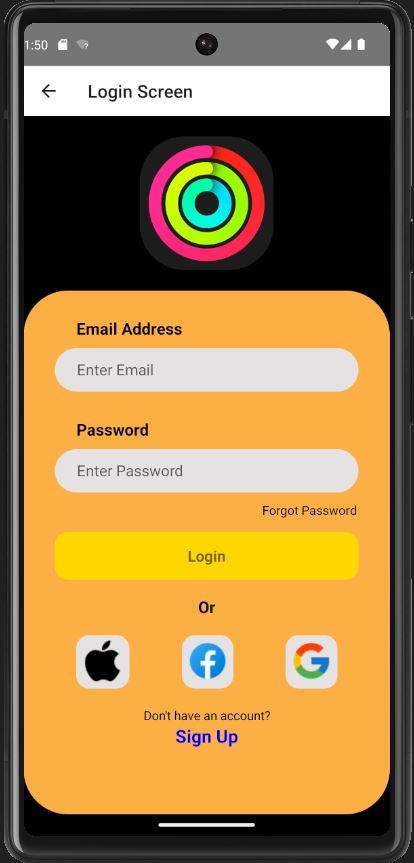 1:50
Login Screen
Email Address
Enter Email
Password
Enter Password
Forgot Password
Login
Or
Don't have an account?
Sign Up